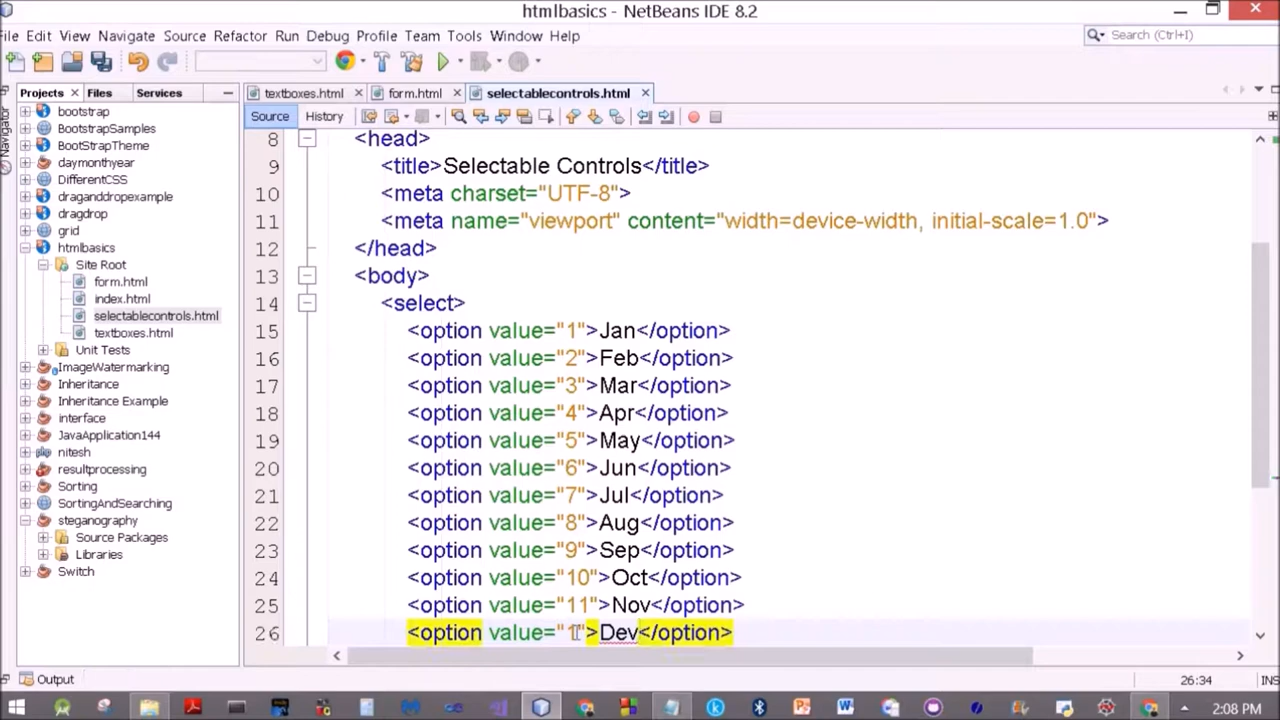 htmlbasics - NetBeans IDE 8.2
File Edit View Navigate Source Refactor Run Debug Profile Team Tools Window Help
Search (Ctrl+I)
Projects Files Services
textboxes.html form.html selectablecontrols.html
Source History
Navigator
bootstrap
BootstrapSamples
BootStrapTheme
daymonthyear
DifferentCSS
draganddropexample
dragdrop
grid
htmlbasics
Site Root
form.html
index.html
selectablecontrols.html
textboxes.html
Unit Tests
ImageWatermarking
Inheritance
Inheritance Example
interface
JavaApplication144
nitesh
resultprocessing
Sorting
SortingAndSearching
steganography
Source Packages
Libraries
Switch
8 <head>
9 <title>Selectable Controls</title>
10 <meta charset="UTF-8">
11 <meta name="viewport" content="width=device-width, initial-scale=1.0">
12 </head>
13 <body>
14 <select>
15 <option value="1">Jan</option>
16 <option value="2">Feb</option>
17 <option value="3">Mar</option>
18 <option value="4">Apr</option>
19 <option value="5">May</option>
20 <option value="6">Jun</option>
21 <option value="7">Jul</option>
22 <option value="8">Aug</option>
23 <option value="9">Sep</option>
24 <option value="10">Oct</option>
25 <option value="11">Nov</option>
26 <option value="1">Dev</option>
Output
26:34 INS
2:08 PM